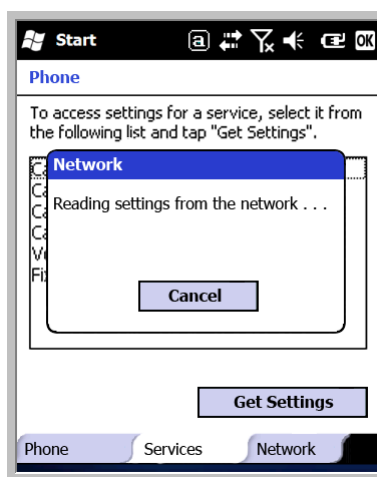 Start
OK
Phone
To access settings for a service, select it from
the following list and tap "Get Settings".
Network
Reading settings from the network . . .
Cancel
Get Settings
Phone Services Network